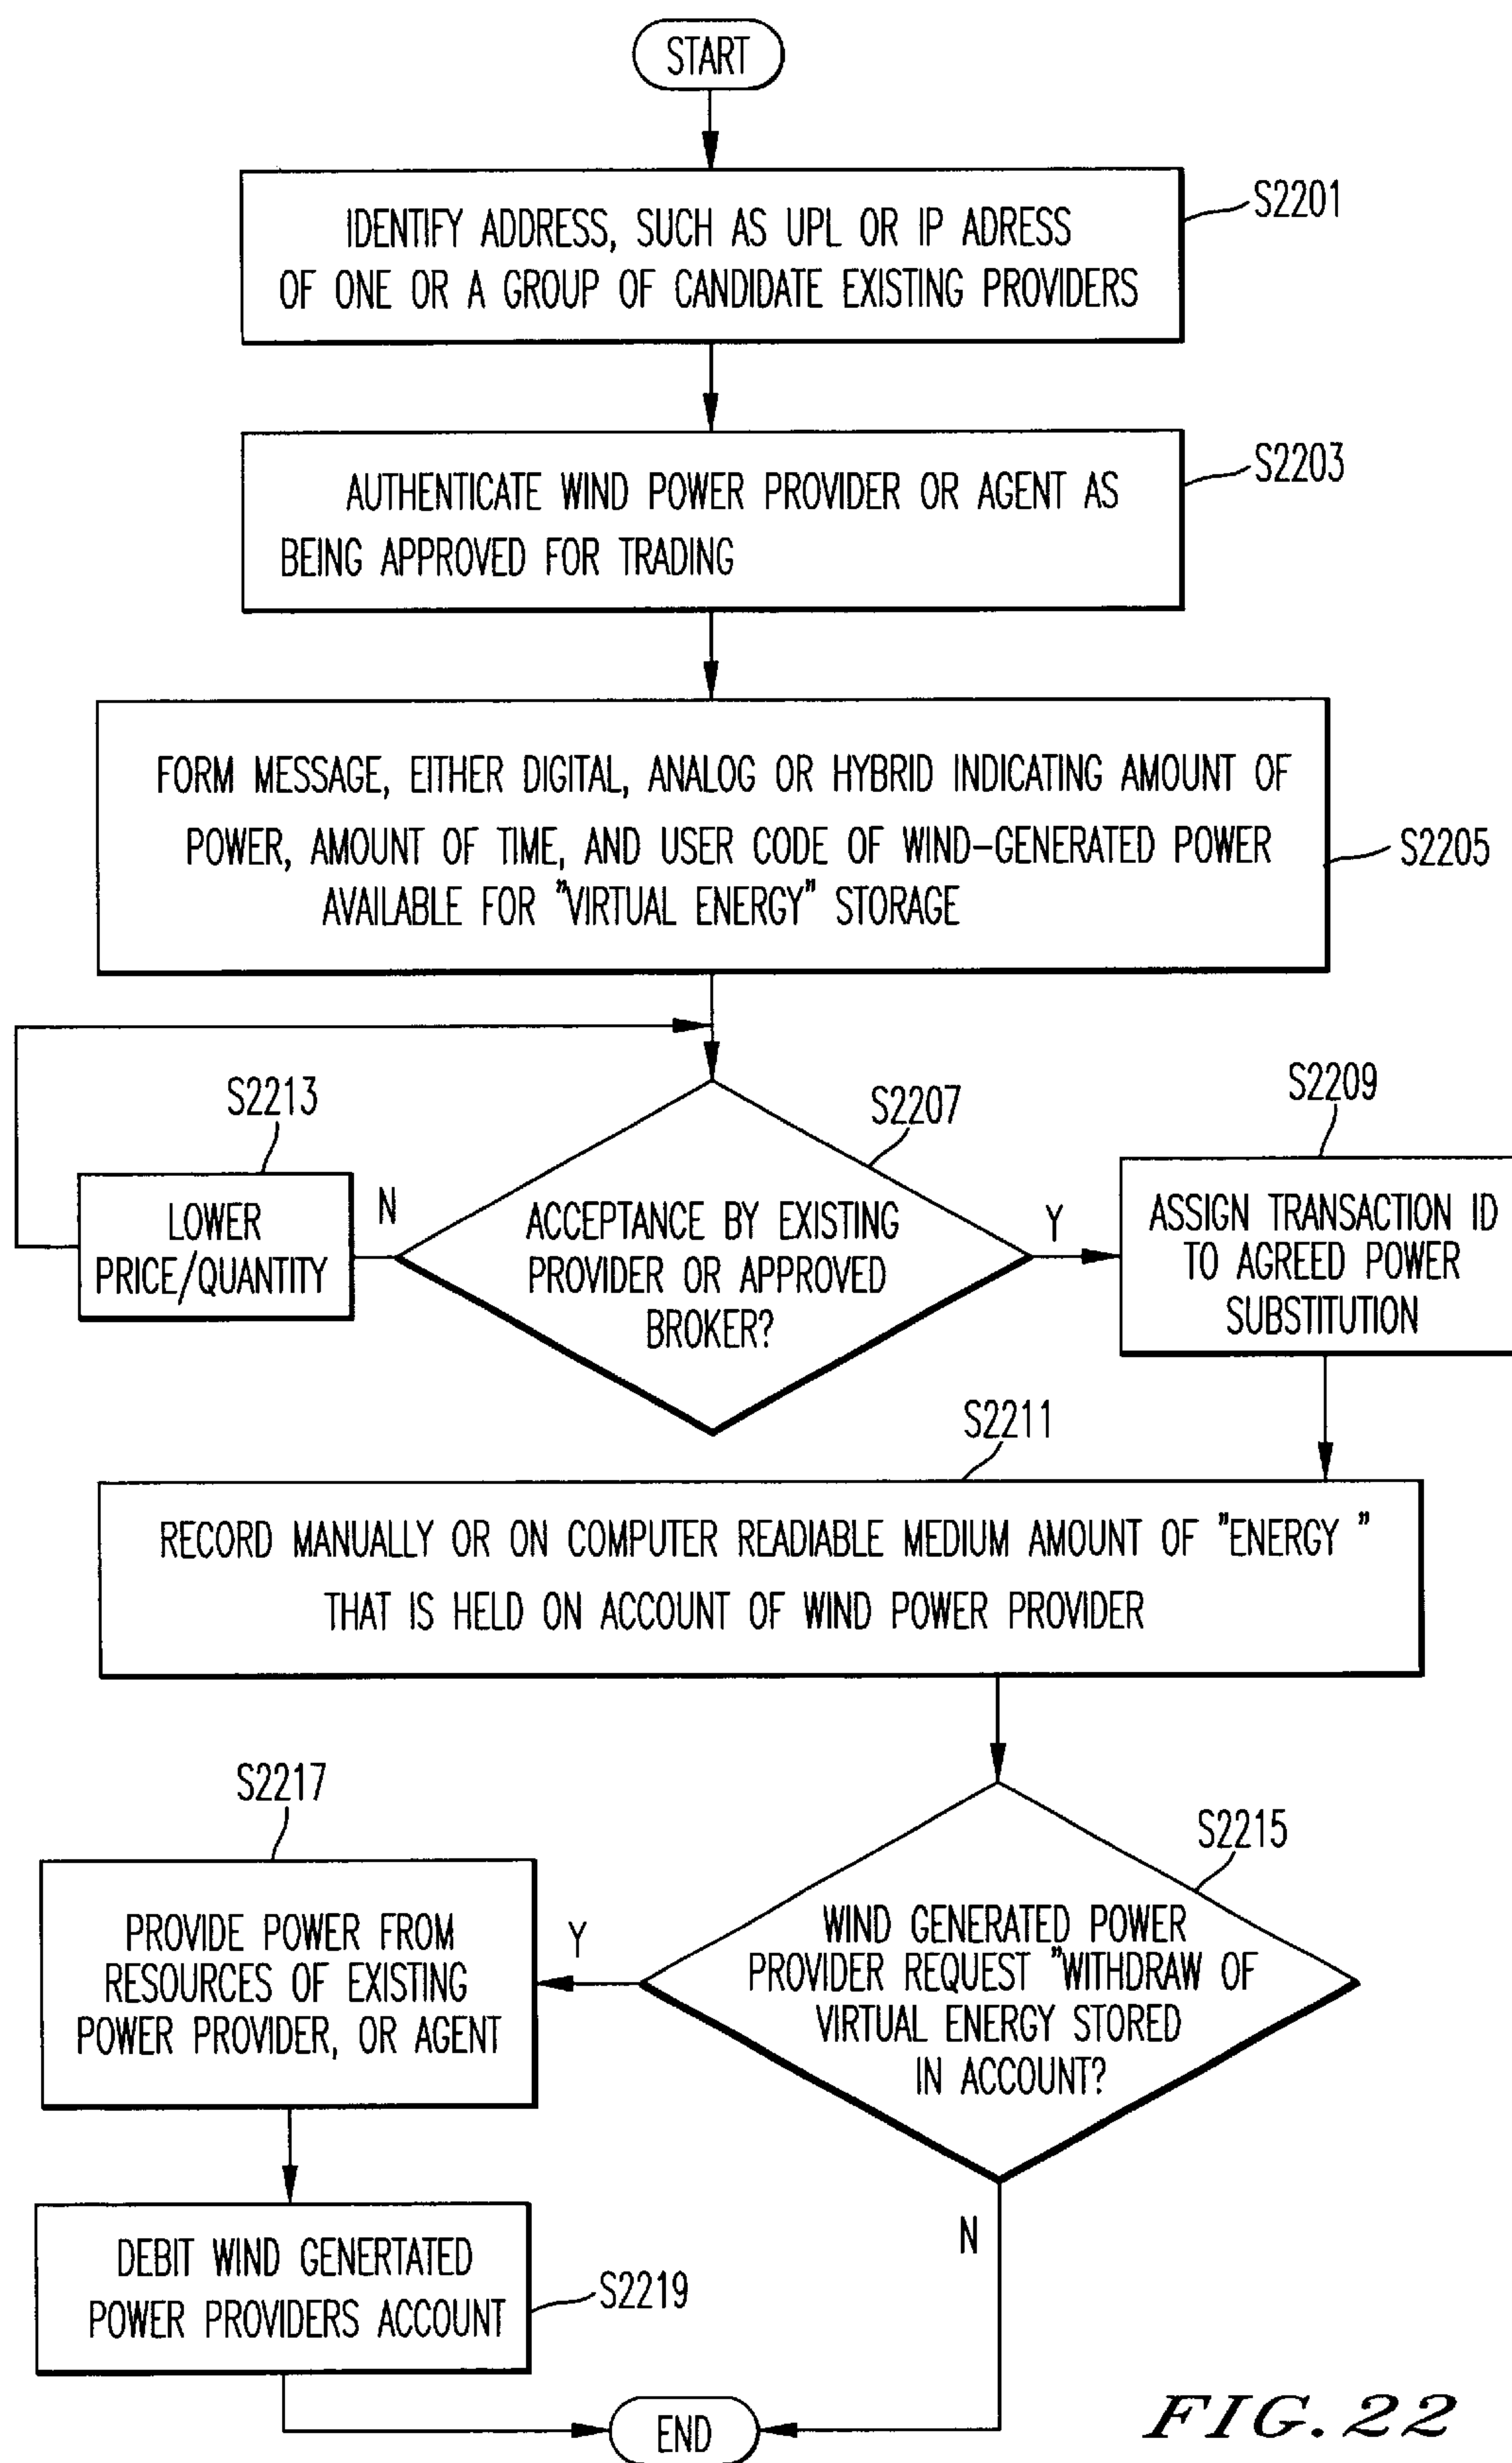 START
S2201
IDENTIFY ADDRESS, SUCH AS UPL OR IP ADRESS
OF ONE OR A GROUP OF CANDIDATE EXISTING PROVIDERS
S2203
AUTHENTICATE WIND POWER PROVIDER OR AGENT AS
BEING APPROVED FOR TRADING
FORM MESSAGE, EITHER DIGITAL, ANALOG OR HYBRID INDICATING AMOUNT OF
POWER, AMOUNT OF TIME, AND USER CODE OF WIND-GENERATED POWER
AVAILABLE FOR "VIRTUAL ENERGY" STORAGE
S2205
S2213
LOWER
PRICE/QUANTITY
N
S2207
ACCEPTANCE BY EXISTING
PROVIDER OR APPROVED
BROKER?
Y
S2209
ASSIGN TRANSACTION ID
TO AGREED POWER
SUBSTITUTION
S2211
RECORD MANUALLY OR ON COMPUTER READIABLE MEDIUM AMOUNT OF "ENERGY "
THAT IS HELD ON ACCOUNT OF WIND POWER PROVIDER
S2215
WIND GENERATED POWER
PROVIDER REQUEST "WITHDRAW OF
VIRTUAL ENERGY STORED
IN ACCOUNT?
Y
S2217
PROVIDE POWER FROM
RESOURCES OF EXISTING
POWER PROVIDER, OR AGENT
N
DEBIT WIND GENERTATED
POWER PROVIDERS ACCOUNT
S2219
END
FIG. 22